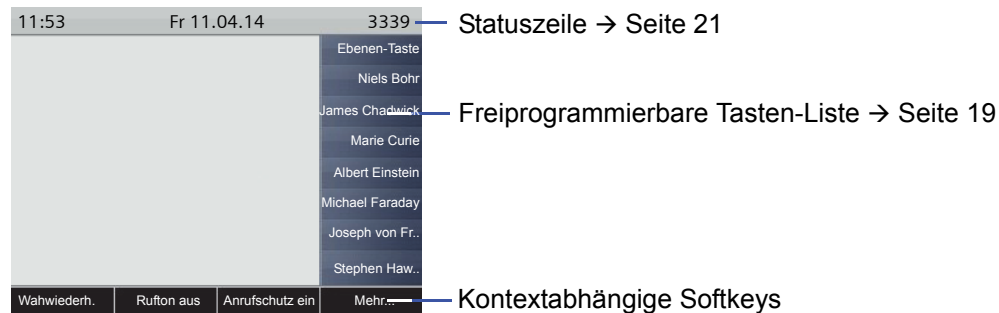 11:53 Fr 11.04.14 3339
Statuszeile → Seite 21
Ebenen-Taste
Niels Bohr
James Chadwick
Freiprogrammierbare Tasten-Liste → Seite 19
Marie Curie
Albert Einstein
Michael Faraday
Joseph von Fr..
Stephen Haw..
Wahwiederh. Rufton aus Anrufschutz ein Mehr...
Kontextabhängige Softkeys